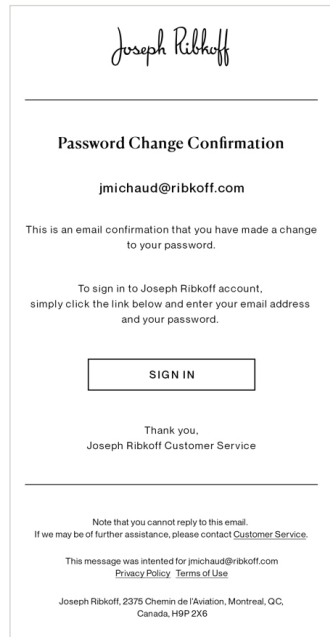 Joseph Ribkoff
Password Change Confirmation
jmichaud@ribkoff.com
This is an email confirmation that you have made a change
to your password.
To sign in to Joseph Ribkoff account,
simply click the link below and enter your email address
and your password.
SIGN IN
Thank you,
Joseph Ribkoff Customer Service
Note that you cannot reply to this email.
If we may be of further assistance, please contact Customer Service.
This message was intended for jmichaud@ribkoff.com
Privacy Policy Terms of Use
Joseph Ribkoff, 2375 Chemin de l'Aviation, Montreal, QC,
Canada, H9P 2X6